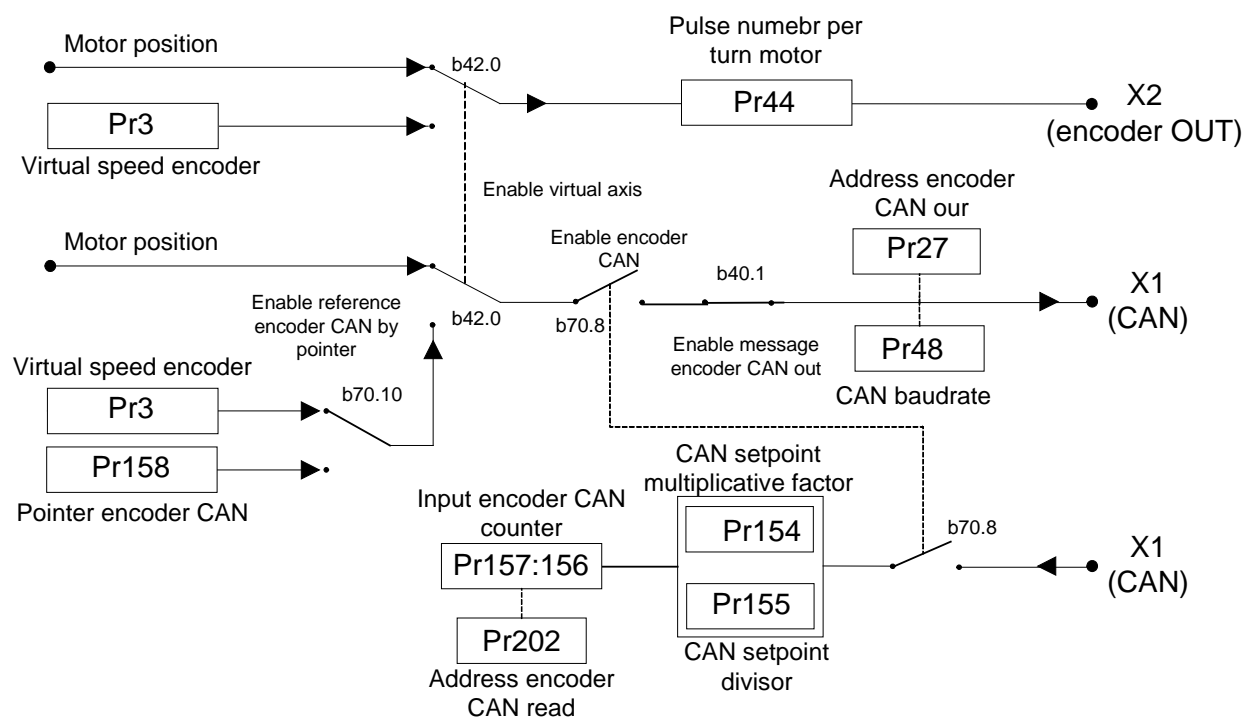 Motor position
b42.0
Pulse numebr per
turn motor
Pr44
X2
(encoder OUT)
Pr3
Virtual speed encoder
Enable virtual axis
Address encoder
CAN our
Motor position
Enable encoder
CAN
Pr27
b40.1
X1
(CAN)
Enable reference
encoder CAN by
pointer
b42.0
b70.8
Enable message
encoder CAN out
Pr48
CAN baudrate
Virtual speed encoder
Pr3
b70.10
Pr158
Pointer encoder CAN
CAN setpoint
multiplicative factor
Input encoder CAN
counter
Pr154
b70.8
Pr157:156
X1
(CAN)
Pr155
Pr202
Address encoder
CAN read
CAN setpoint
divisor